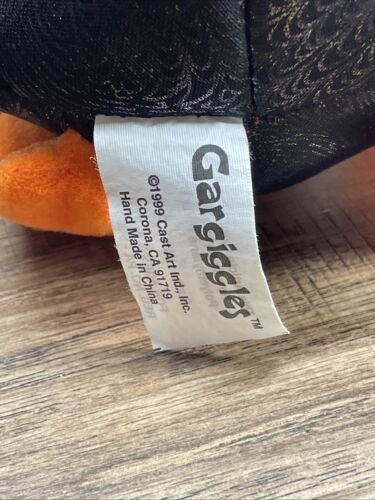 Gargiggles™
©1999 Cast Art Ind., Inc.
Corona, CA 91719
Hand Made in China